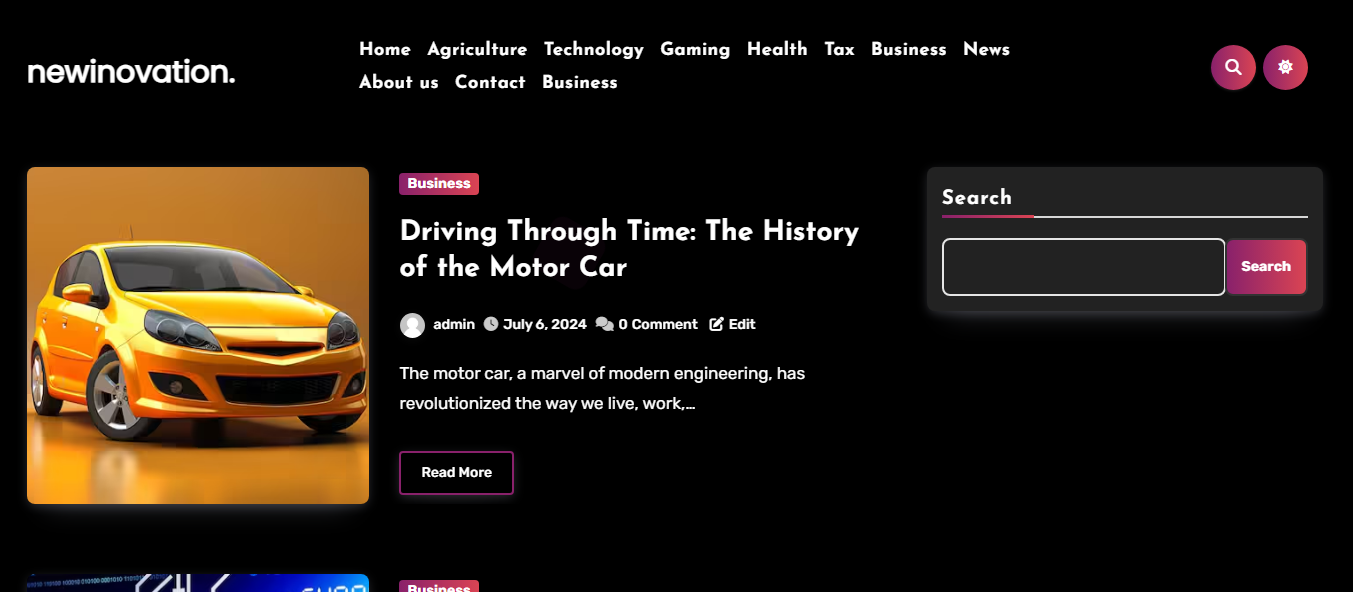 newinovation.
Home Agriculture Technology Gaming Health Tax Business News
About us Contact Business
Business
Driving Through Time: The History
of the Motor Car
admin July 6, 2024 0 Comment Edit
The motor car, a marvel of modern engineering, has
revolutionized the way we live, work,...
Read More
Search
Search
Business